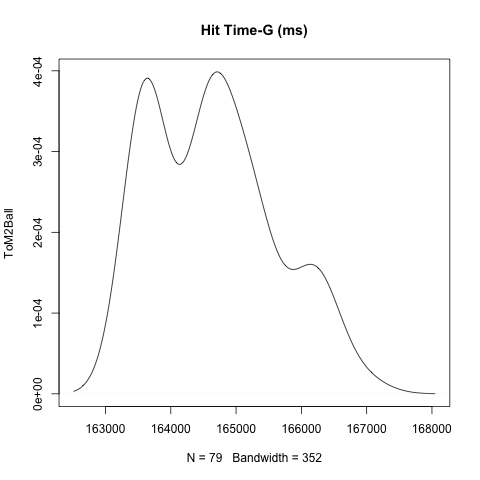 Hit Time-G (ms)
ToM2Ball
4e-04
3e-04
2e-04
1e-04
0e+00
163000 164000 165000 166000 167000 168000
N = 79 Bandwidth = 352